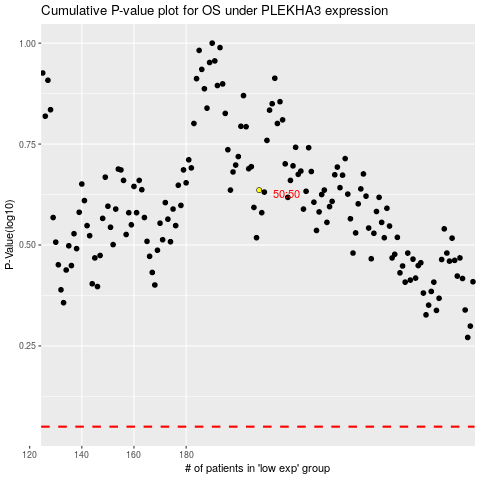 Cumulative P-value plot for OS under PLEKHA3 expression
P-Value(log10)
1.00
0.75
0.50
0.25
50:50
120 140 160 180
# of patients in 'low exp' group